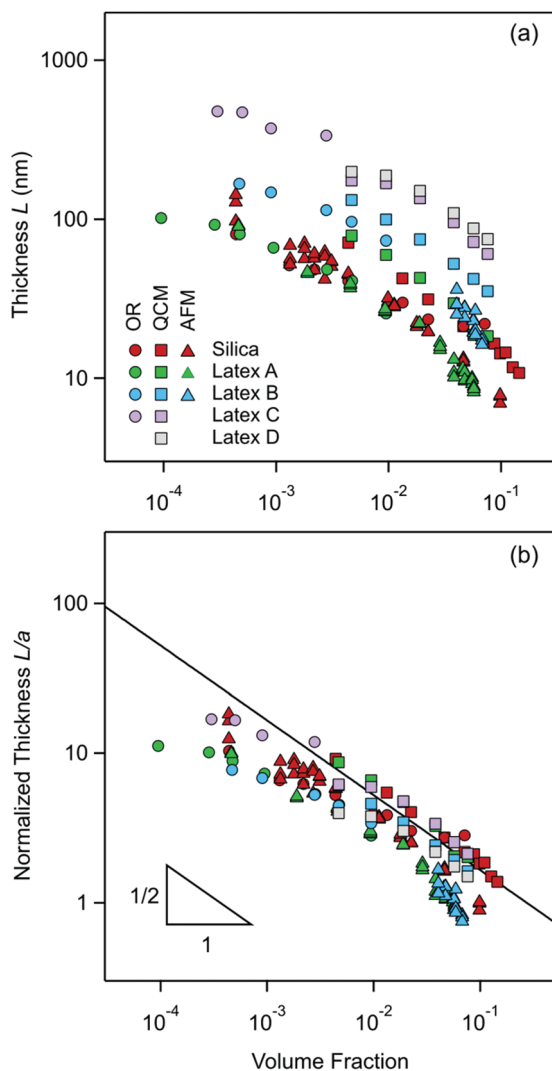 (a)
1000
100
10
Thickness L (nm)
OR QCM AFM
Silica
Latex A
Latex B
Latex C
Latex D
10⁻⁴ 10⁻³ 10⁻² 10⁻¹
(b)
100
10
1
Normalized Thickness L/a
1/2
1
10⁻⁴ 10⁻³ 10⁻² 10⁻¹
Volume Fraction